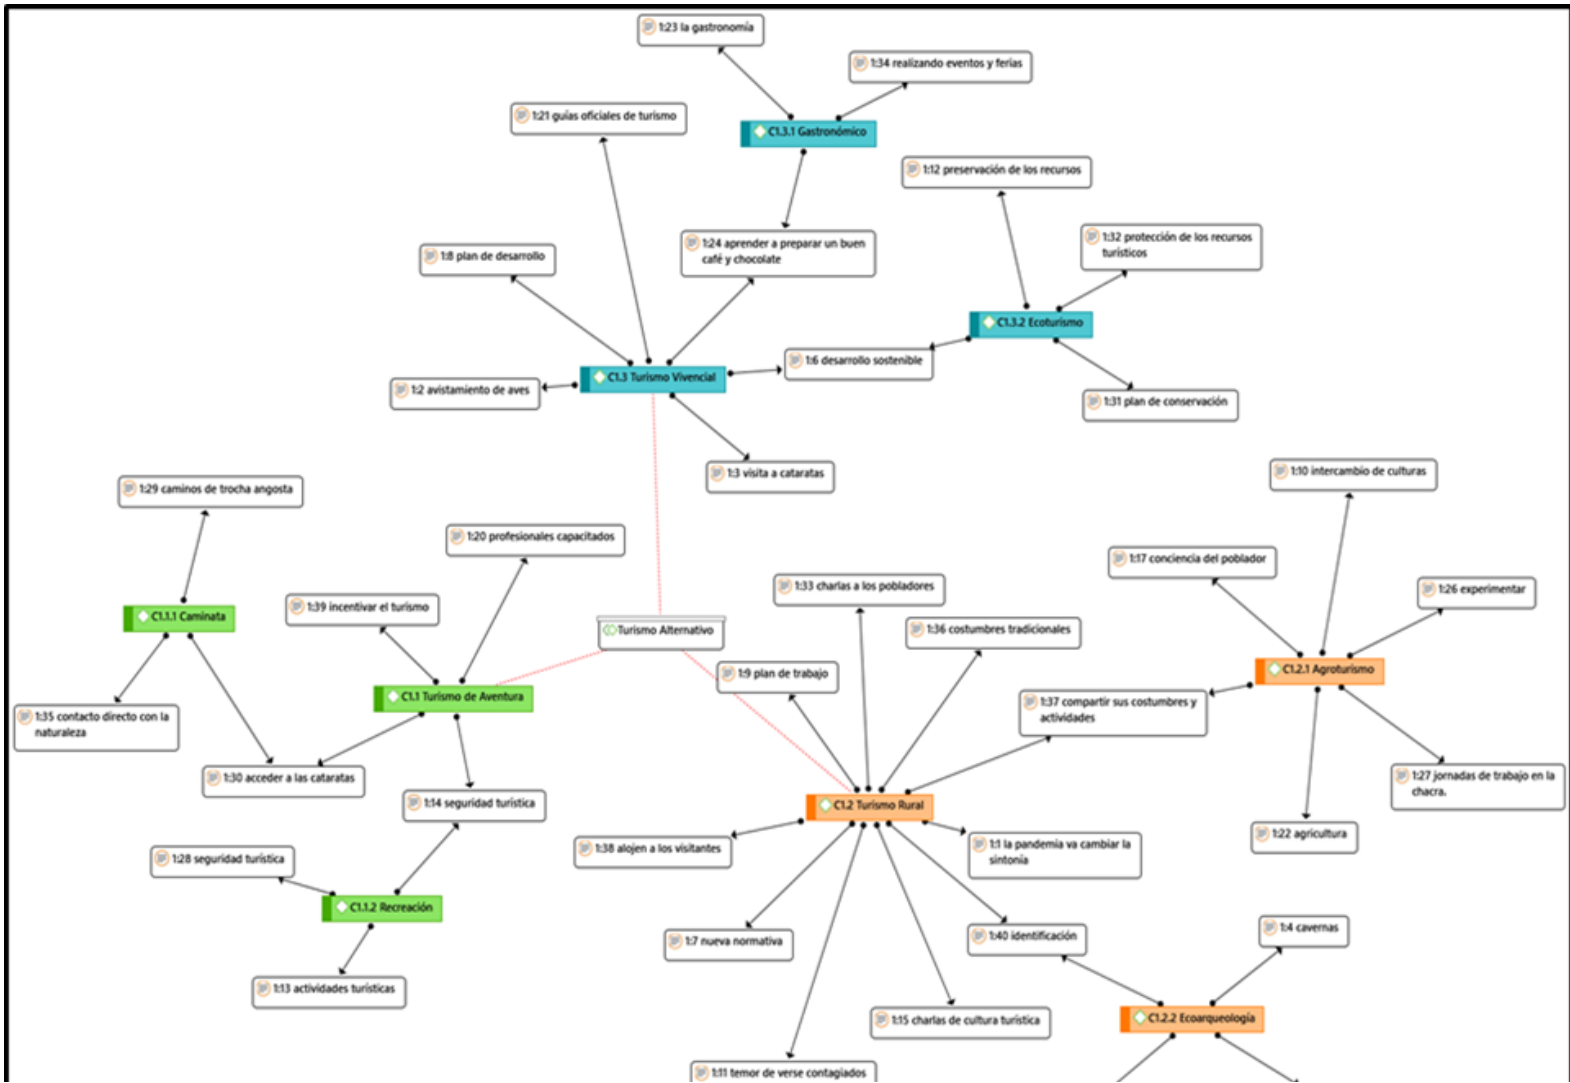 1:23 la gastronomía
1:34 realizando eventos y ferias
1:21 guías oficiales de turismo
C1.3.1 Gastronómico
1:12 preservación de los recursos
1:24 aprender a preparar un buen
café y chocolate
1:32 protección de los recursos
turísticos
1:8 plan de desarrollo
C1.3.2 Ecoturismo
1:6 desarrollo sostenible
C1.3 Turismo Vivencial
1:2 avistamiento de aves
1:31 plan de conservación
1:3 visita a cataratas
1:10 intercambio de culturas
1:29 caminos de trocha angosta
1:20 profesionales capacitados
1:17 conciencia del poblador
1:33 charlas a los pobladores
1:26 experimentar
1:39 incentivar el turismo
C1.1.1 Caminata
Turismo Alternativo
1:36 costumbres tradicionales
C1.2.1 Agroturismo
1:9 plan de trabajo
C1.1 Turismo de Aventura
1:37 compartir sus costumbres y
actividades
1:35 contacto directo con la
naturaleza
1:30 acceder a las cataratas
1:27 jornadas de trabajo en la
chacra.
1:14 seguridad turística
C1.2 Turismo Rural
1:22 agricultura
1:38 alojen a los visitantes
1:1 la pandemia va cambiar la
sintonía
1:28 seguridad turística
C1.1.2 Recreación
1:7 nueva normativa
1:40 identificación
1:4 cavernas
1:13 actividades turísticas
1:15 charlas de cultura turística
C1.2.2 Ecoarqueología
1:11 temor de verse contagiados